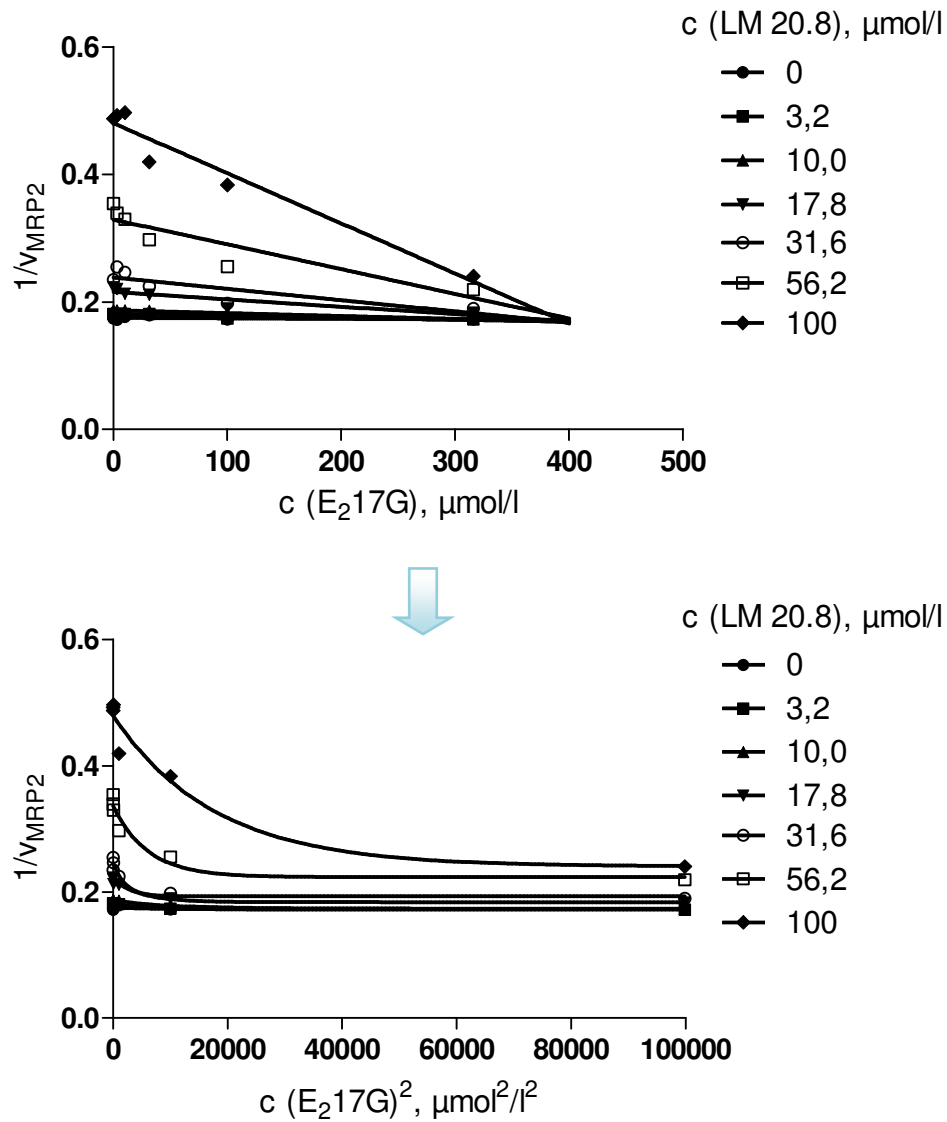 c (LM 20.8), µmol/l
0
3,2
10,0
17,8
31,6
56,2
100
0.6
0.4
0.2
0.0
1/vMRP2
0 100 200 300 400 500
c (E₂17G), µmol/l
c (LM 20.8), µmol/l
0
3,2
10,0
17,8
31,6
56,2
100
0.6
0.4
0.2
0.0
1/vMRP2
0 20000 40000 60000 80000 100000
c (E₂17G)², µmol²/l²